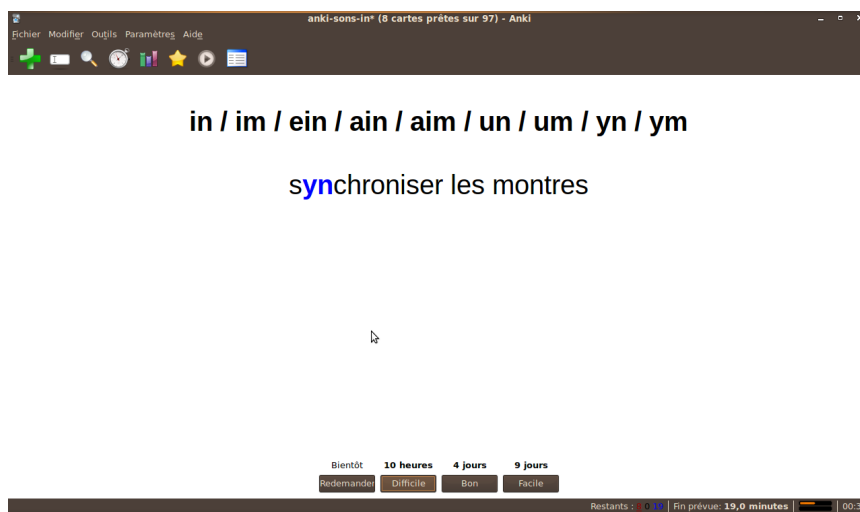 anki-sons-in* (8 cartes prêtes sur 97) - Anki
Fichier Modifier Outils Paramètres Aide
in / im / ein / ain / aim / un / um / yn / ym
synchroniser les montres
Bientôt 10 heures 4 jours 9 jours
Redemander Difficile Bon Facile
Restants : 0 19 Fin prévue: 19,0 minutes